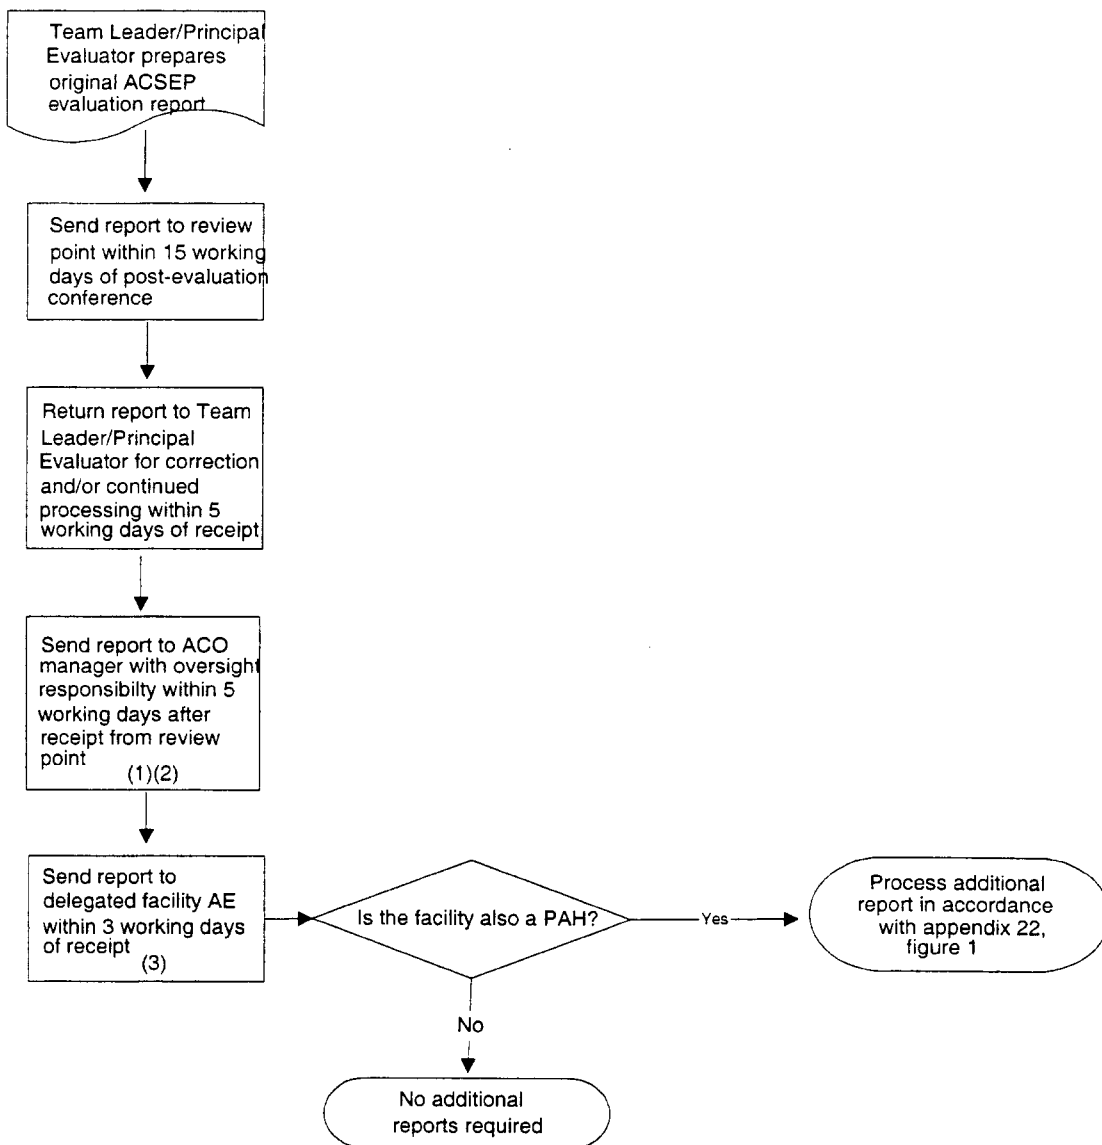 Team Leader/Principal
Evaluator prepares
original ACSEP
evaluation report
Send report to review
point within 15 working
days of post-evaluation
conference
Return report to Team
Leader/Principal
Evaluator for correction
and/or continued
processing within 5
working days of receipt
Send report to ACO
manager with oversight
responsibilty within 5
working days after
receipt from review
point
(1)(2)
Send report to
delegated facility AE
within 3 working days
of receipt
(3)
Is the facility also a PAH?
Yes
Process additional
report in accordance
with appendix 22,
figure 1
No
No additional
reports required